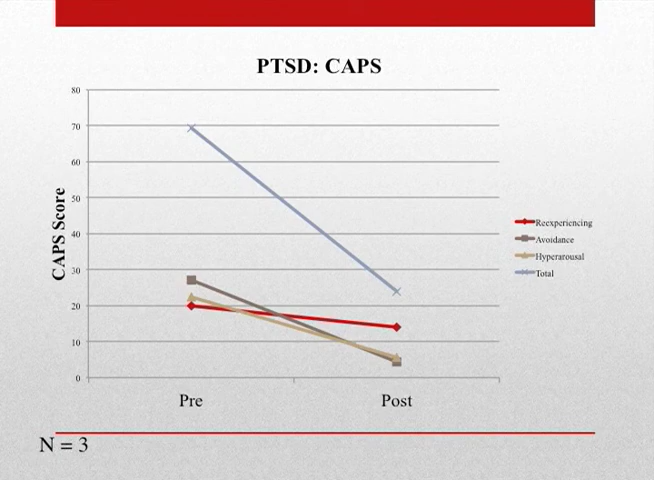 PTSD: CAPS
80
70
60
50
40
30
20
10
0
CAPS Score
Pre
Post
Reexperiencing
Avoidance
Hyperarousal
Total
N = 3